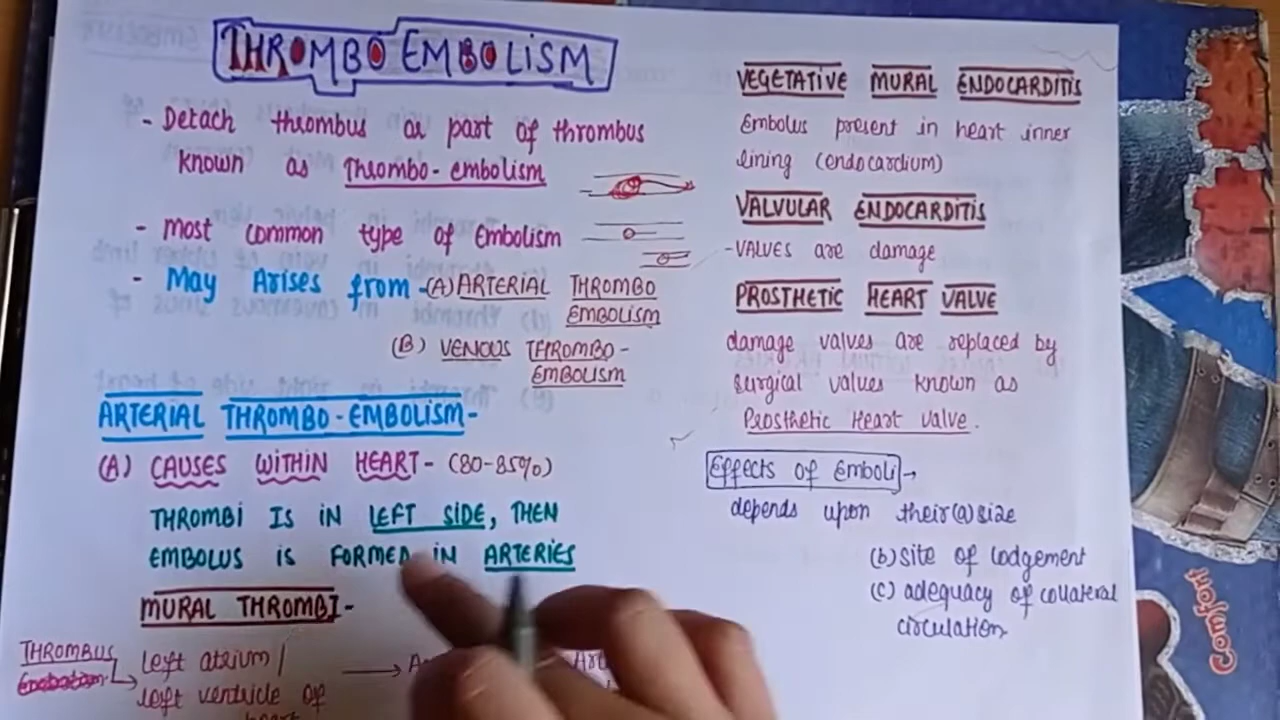 THROMBO EMBOLISM
- Detach thrombus or part of thrombus
known as Thrombo-embolism
- Most common type of Embolism
- May Arises from - (A) ARTERIAL THROMBO
EMBOLISM
(B) VENOUS THROMBO-
EMBOLISM
ARTERIAL THROMBO-EMBOLISM-
(A) CAUSES WITHIN HEART- (80-85%)
THROMBI IS IN LEFT SIDE, THEN
EMBOLUS IS FORMED IN ARTERIES
MURAL THROMBI-
THROMBUS
left atrium/
left ventricle of
heart
VEGETATIVE MURAL ENDOCARDITIS
Embolus present in heart inner
lining (endocardium)
VALVULAR ENDOCARDITIS
-VALVES are damage
PROSTHETIC HEART VALVE
damage valves are replaced by
surgical values known as
Prosthetic Heart valve.
Effects of Emboli→
depends upon their (a) size
(b) site of lodgement
(c) adequacy of collateral
circulation
Comfort